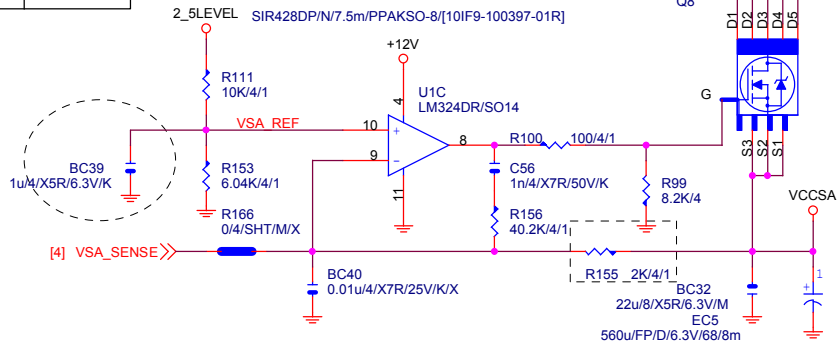 2_5LEVEL
SIR428DP/N/7.5m/PPAKSO-8/[10IF9-100397-01R]
Q8
D1
D2
D3
D4
D5
+12V
R111
10K/4/1
U1C
LM324DR/SO14
4
G
VSA_REF
10
+
8
R100
100/4/1
S3
S2
S1
BC39
1u/4/X5R/6.3V/K
R153
6.04K/4/1
9
-
11
C56
1n/4/X7R/50V/K
R99
8.2K/4
VCCSA
R166
0/4/SHT/M/X
R156
40.2K/4/1
[4] VSA_SENSE
R155
2K/4/1
BC40
0.01u/4/X7R/25V/K/X
BC32
22u/8/X5R/6.3V/M
1
+
EC5
560u/FP/D/6.3V/68/8m